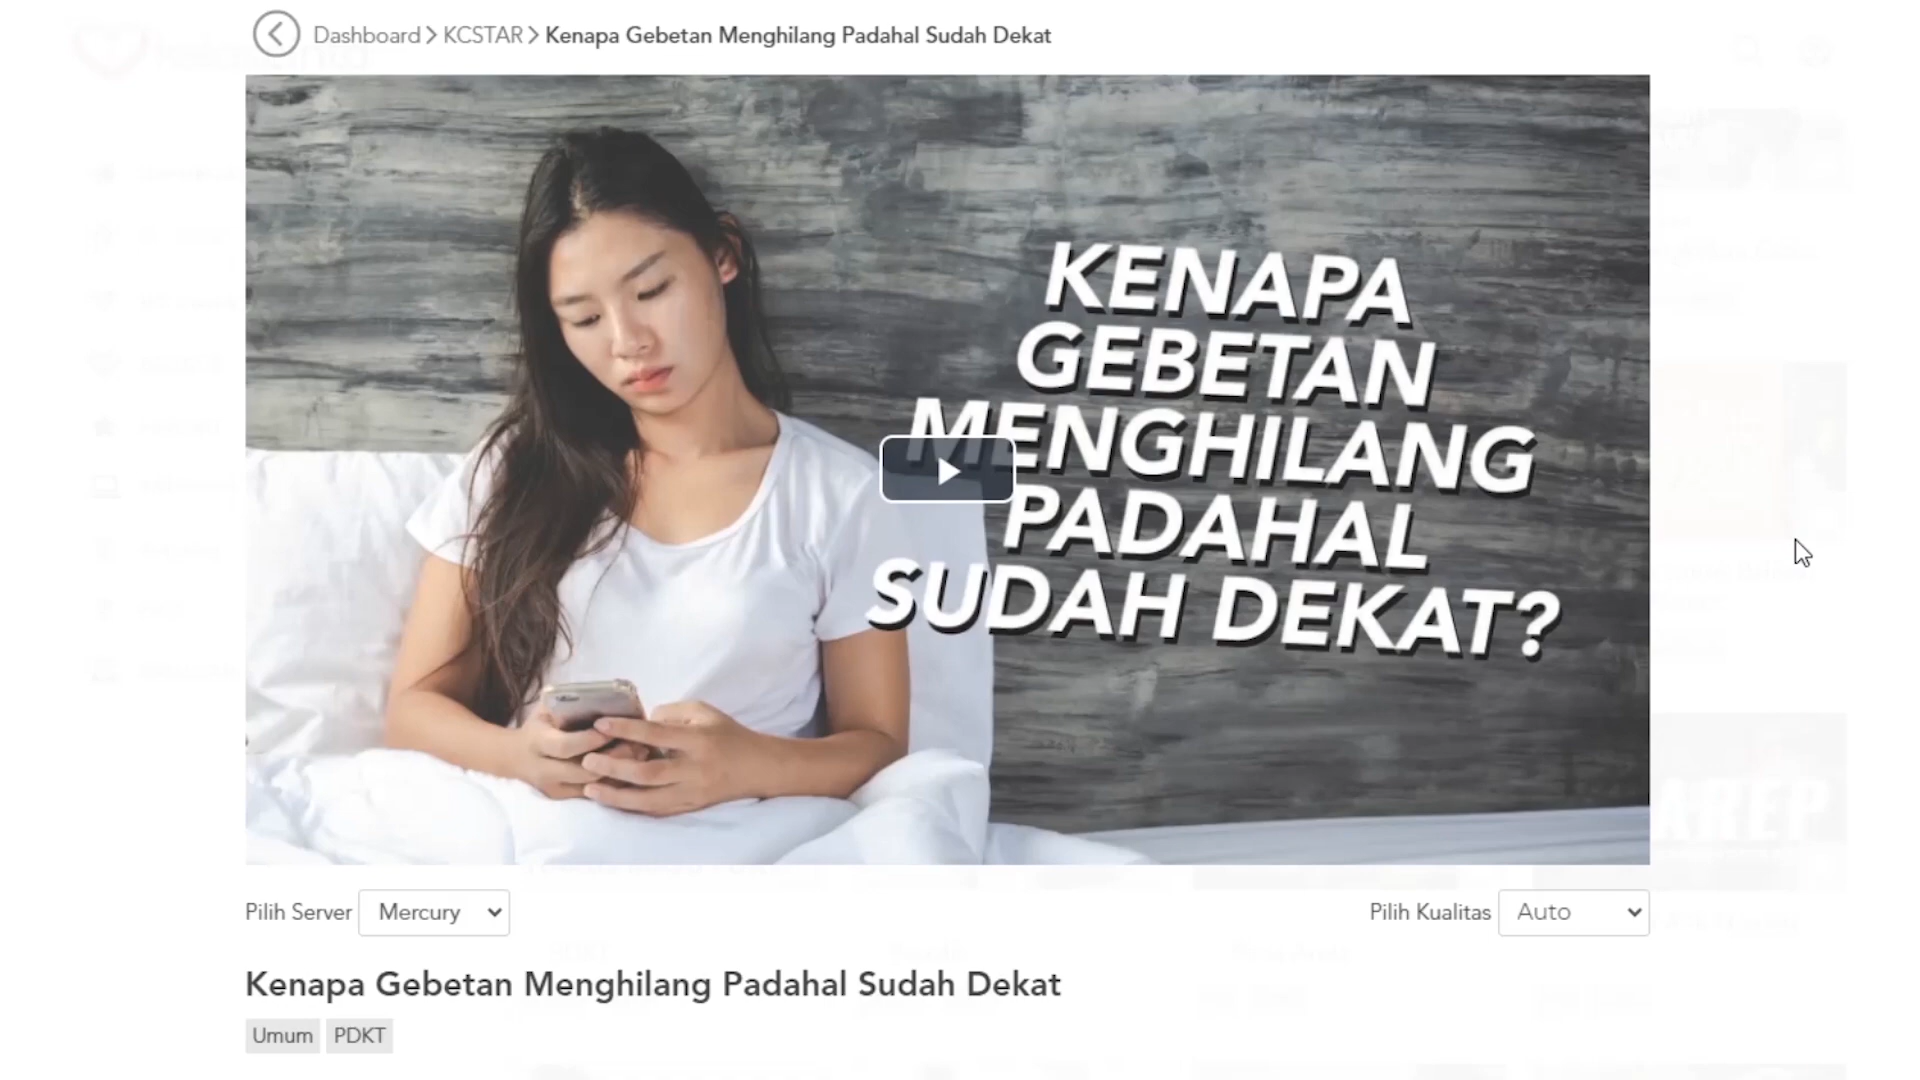 Dashboard > KCSTAR > Kenapa Gebetan Menghilang Padahal Sudah Dekat
KENAPA
GEBETAN
MENGHILANG
PADAHAL
SUDAH DEKAT?
Pilih Server Mercury
Pilih Kualitas Auto
Kenapa Gebetan Menghilang Padahal Sudah Dekat
Umum PDKT